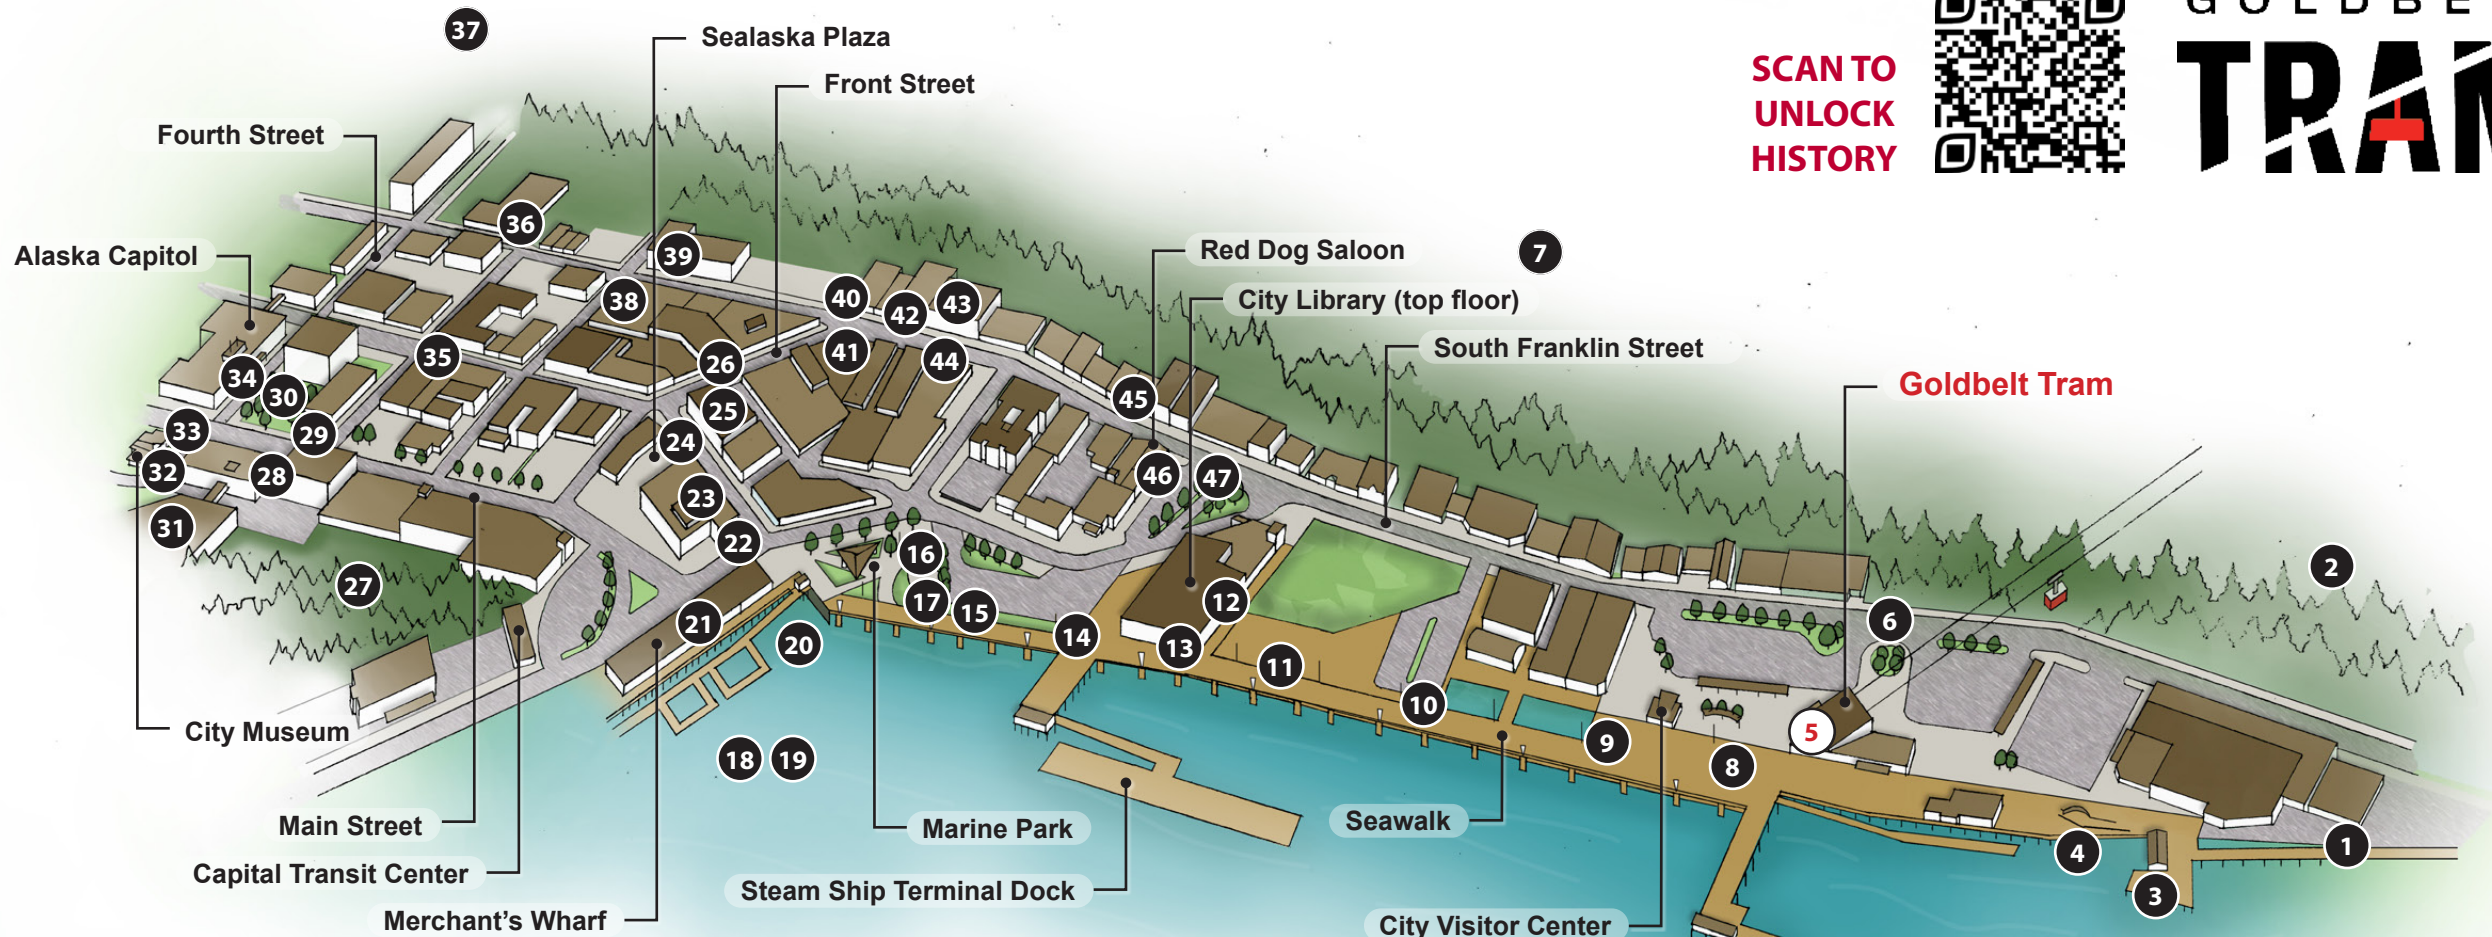 GOLDBE
TRAM
SCAN TO
UNLOCK
HISTORY
37
Sealaska Plaza
Front Street
Fourth Street
36
Alaska Capitol
39
Red Dog Saloon
7
38
40
42
43
City Library (top floor)
35
26
41
44
South Franklin Street
34
30
25
45
Goldbelt Tram
33
29
24
32
28
23
46
47
31
22
27
16
2
21
17
15
12
6
20
14
13
11
City Museum
10
5
18
19
9
8
Main Street
Marine Park
Seawalk
4
1
Capital Transit Center
Steam Ship Terminal Dock
3
Merchant's Wharf
City Visitor Center